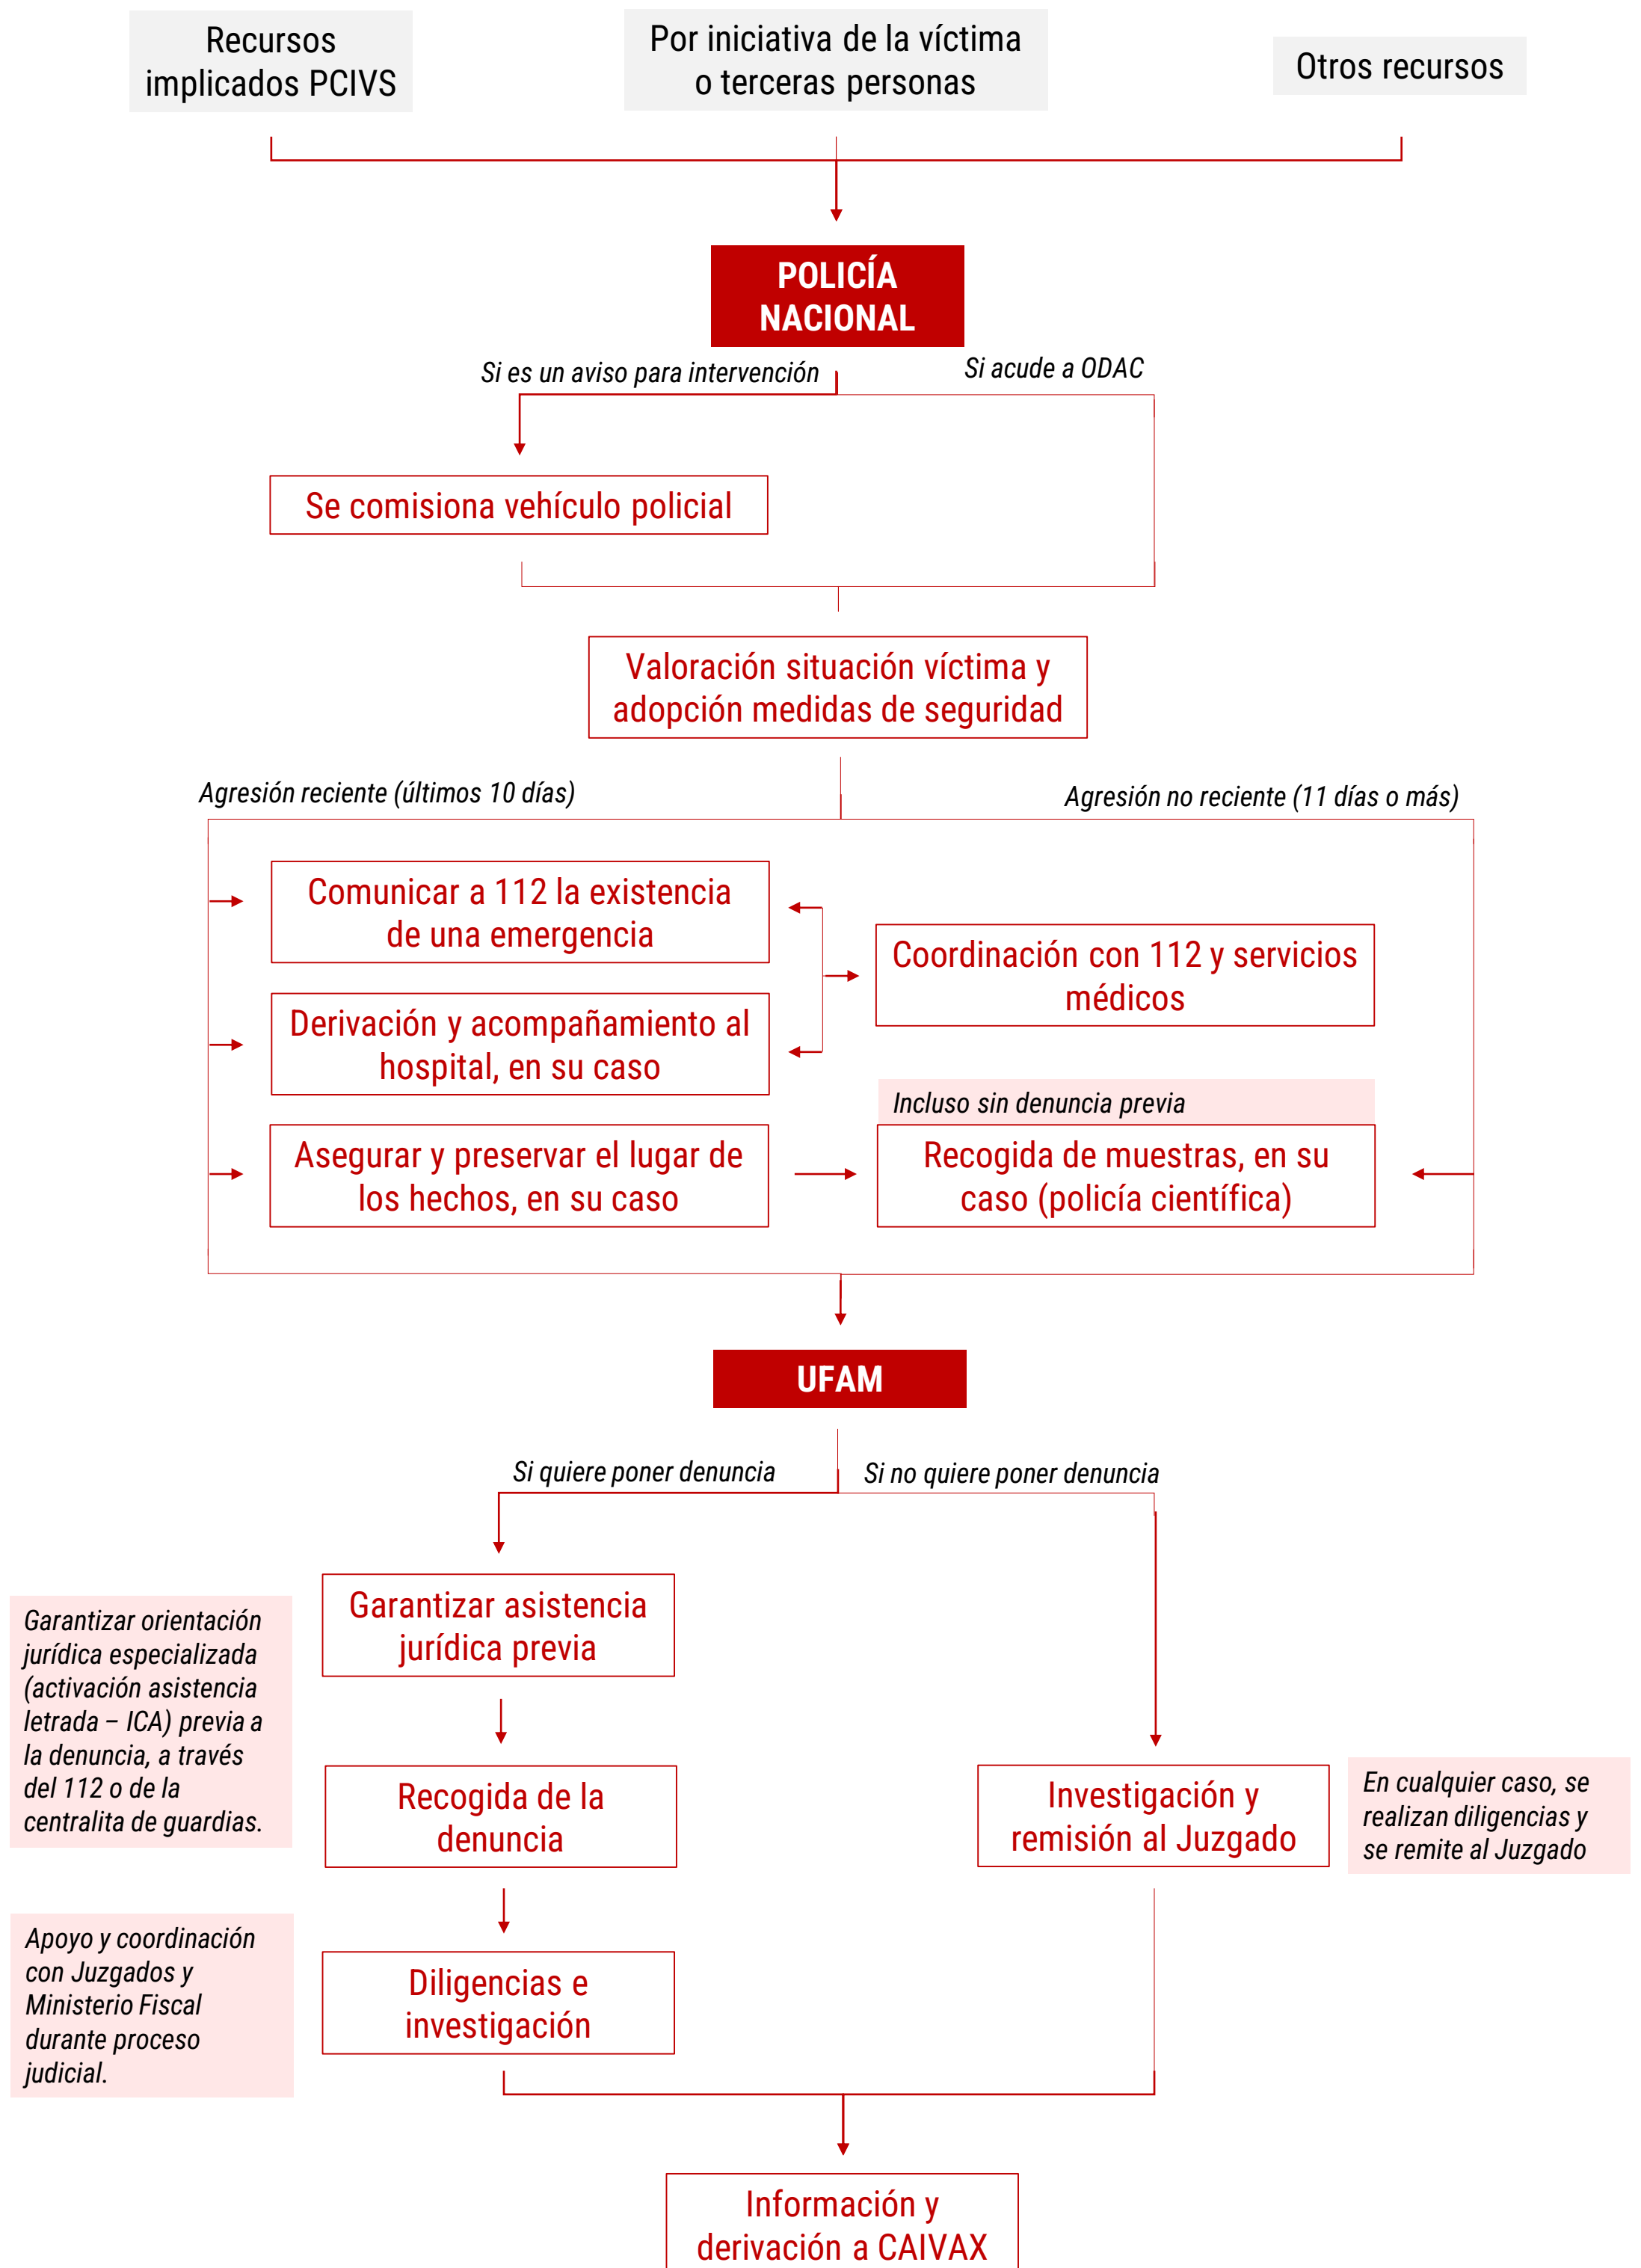 Recursos
implicados PCIVS
Por iniciativa de la víctima
o terceras personas
Otros recursos
POLICÍA
NACIONAL
Si es un aviso para intervención
Si acude a ODAC
Se comisiona vehículo policial
Valoración situación víctima y
adopción medidas de seguridad
Agresión reciente (últimos 10 días)
Agresión no reciente (11 días o más)
Comunicar a 112 la existencia
de una emergencia
Coordinación con 112 y servicios
médicos
Derivación y acompañamiento al
hospital, en su caso
Incluso sin denuncia previa
Asegurar y preservar el lugar de
los hechos, en su caso
Recogida de muestras, en su
caso (policía científica)
UFAM
Si quiere poner denuncia
Si no quiere poner denuncia
Garantizar asistencia
jurídica previa
Garantizar orientación
jurídica especializada
(activación asistencia
letrada – ICA) previa a
la denuncia, a través
del 112 o de la
centralita de guardias.
Recogida de la
denuncia
Investigación y
remisión al Juzgado
En cualquier caso, se
realizan diligencias y
se remite al Juzgado
Apoyo y coordinación
con Juzgados y
Ministerio Fiscal
durante proceso
judicial.
Diligencias e
investigación
Información y
derivación a CAIVAX